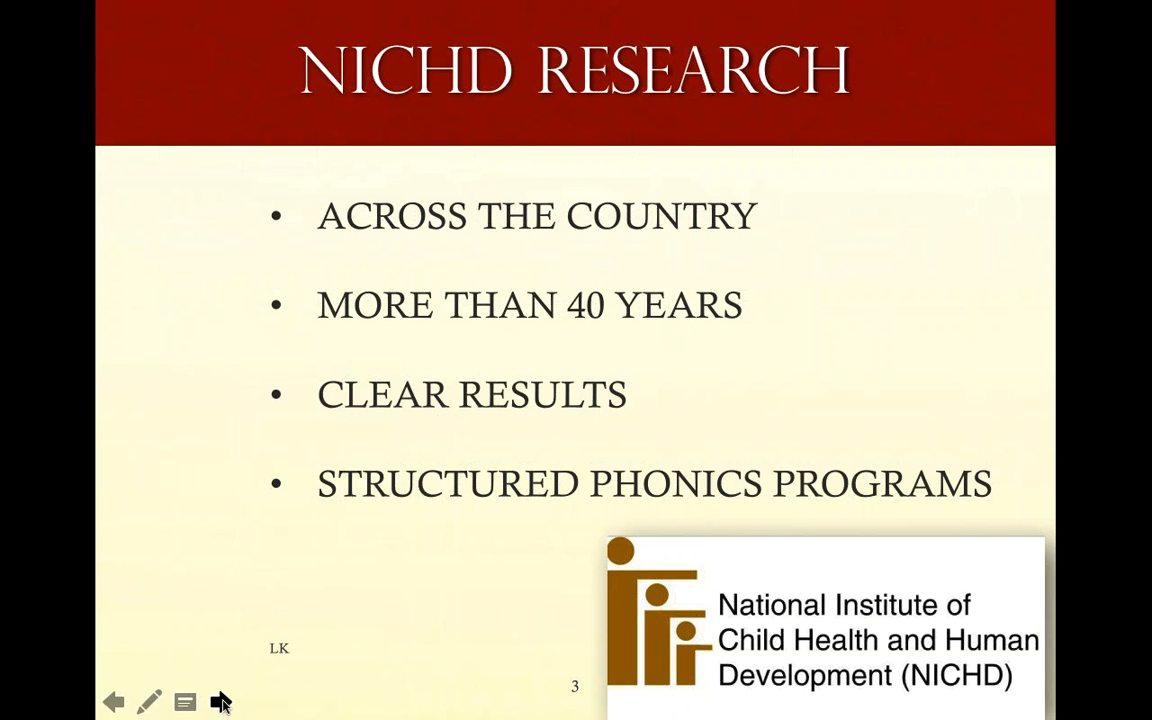 NICHD RESEARCH
• ACROSS THE COUNTRY
• MORE THAN 40 YEARS
• CLEAR RESULTS
• STRUCTURED PHONICS PROGRAMS
National Institute of
Child Health and Human
Development (NICHD)
LK
3